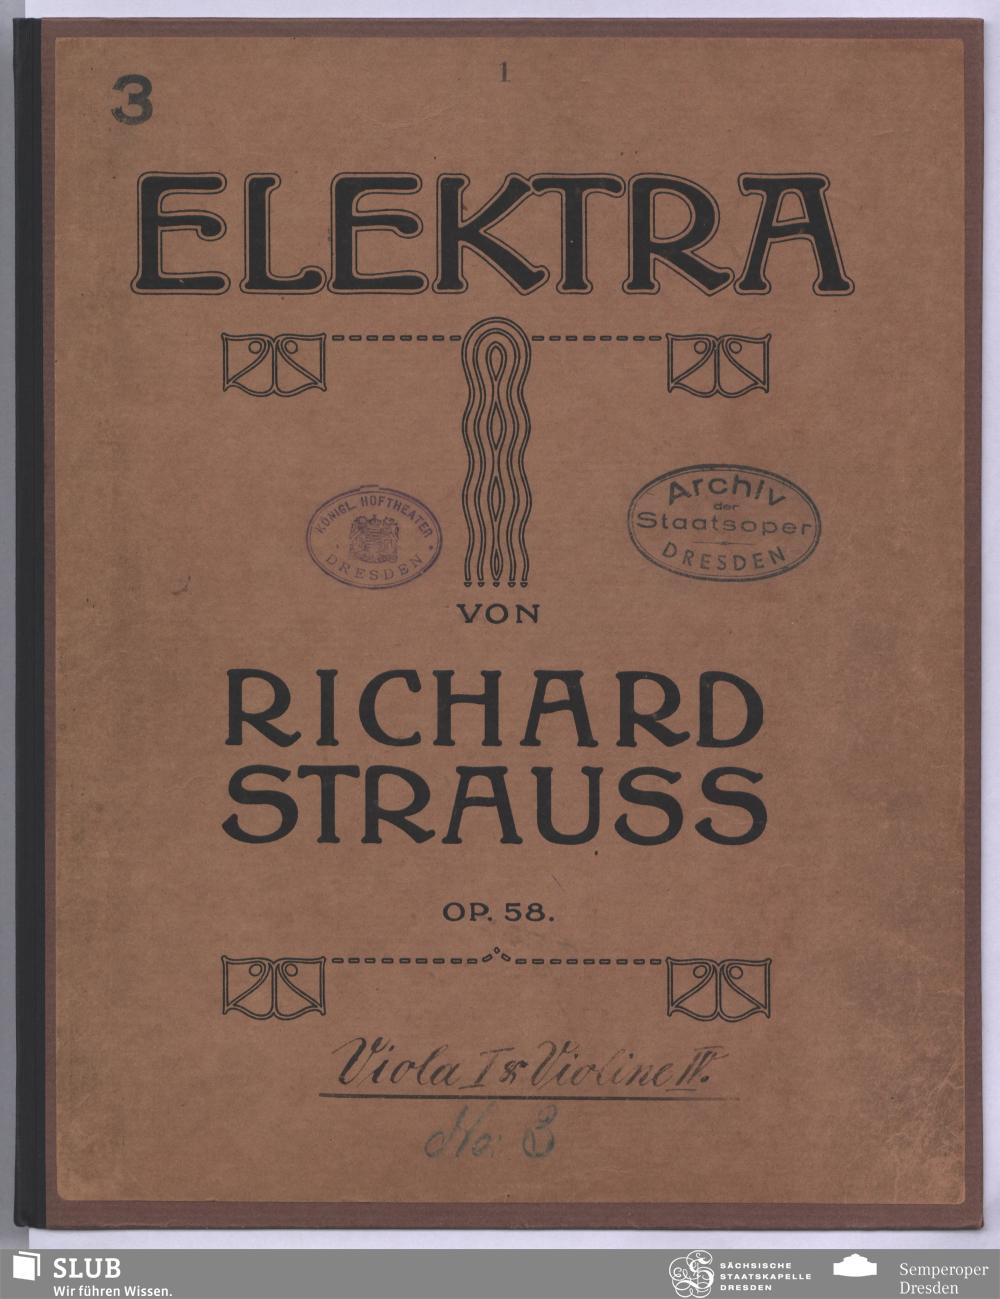 1
3
ELEKTRA
KÖNIGL. HOFTHEATER
DRESDEN
Archiv
der
Staatsoper
DRESDEN
VON
RICHARD
STRAUSS
OP. 58.
Viola I & Violine IV.
No: 3
SLUB
Wir führen Wissen.
SÄCHSISCHE
STAATSKAPELLE
DRESDEN
Semperoper
Dresden